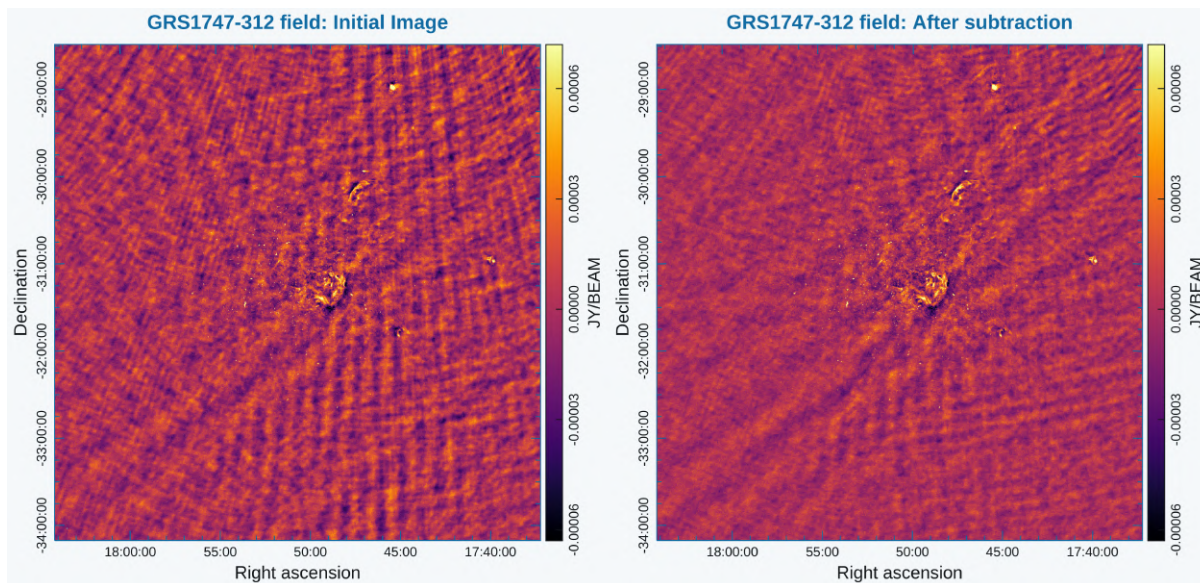 GRS1747-312 field: Initial Image
-29:00:00
-30:00:00
-31:00:00
-32:00:00
-33:00:00
-34:00:00
Declination
18:00:00 55:00 50:00 45:00 17:40:00
Right ascension
0.00006
0.00003
0.00000
-0.00003
-0.00006
JY/BEAM
GRS1747-312 field: After subtraction
-29:00:00
-30:00:00
-31:00:00
-32:00:00
-33:00:00
-34:00:00
Declination
18:00:00 55:00 50:00 45:00 17:40:00
Right ascension
0.00006
0.00003
0.00000
-0.00003
-0.00006
JY/BEAM